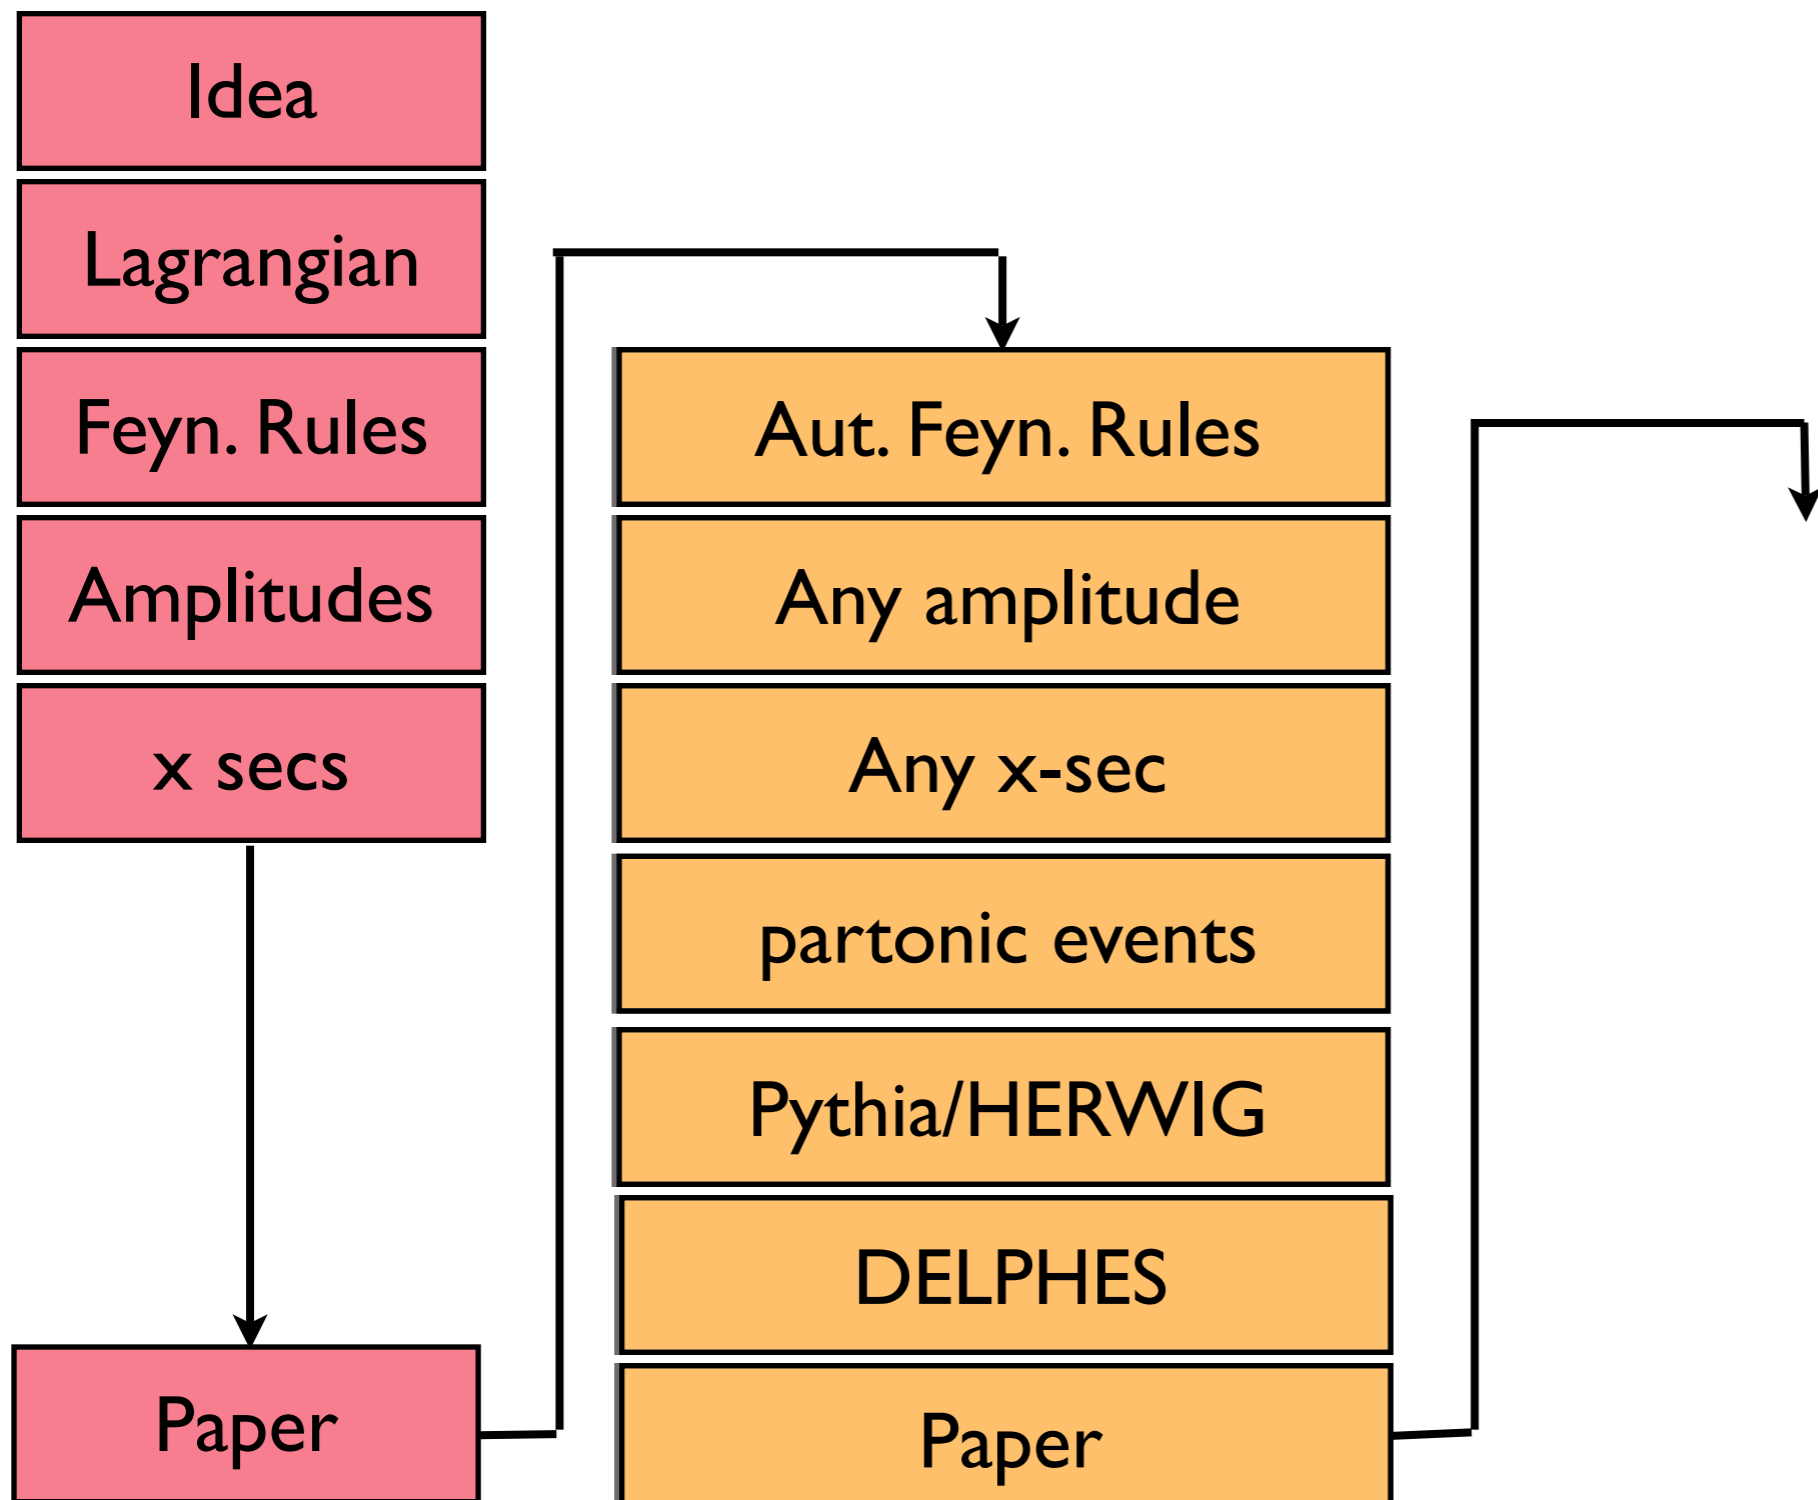 Idea
Lagrangian
Feyn. Rules
Amplitudes
x secs
Paper
Aut. Feyn. Rules
Any amplitude
Any x-sec
partonic events
Pythia/HERWIG
DELPHES
Paper